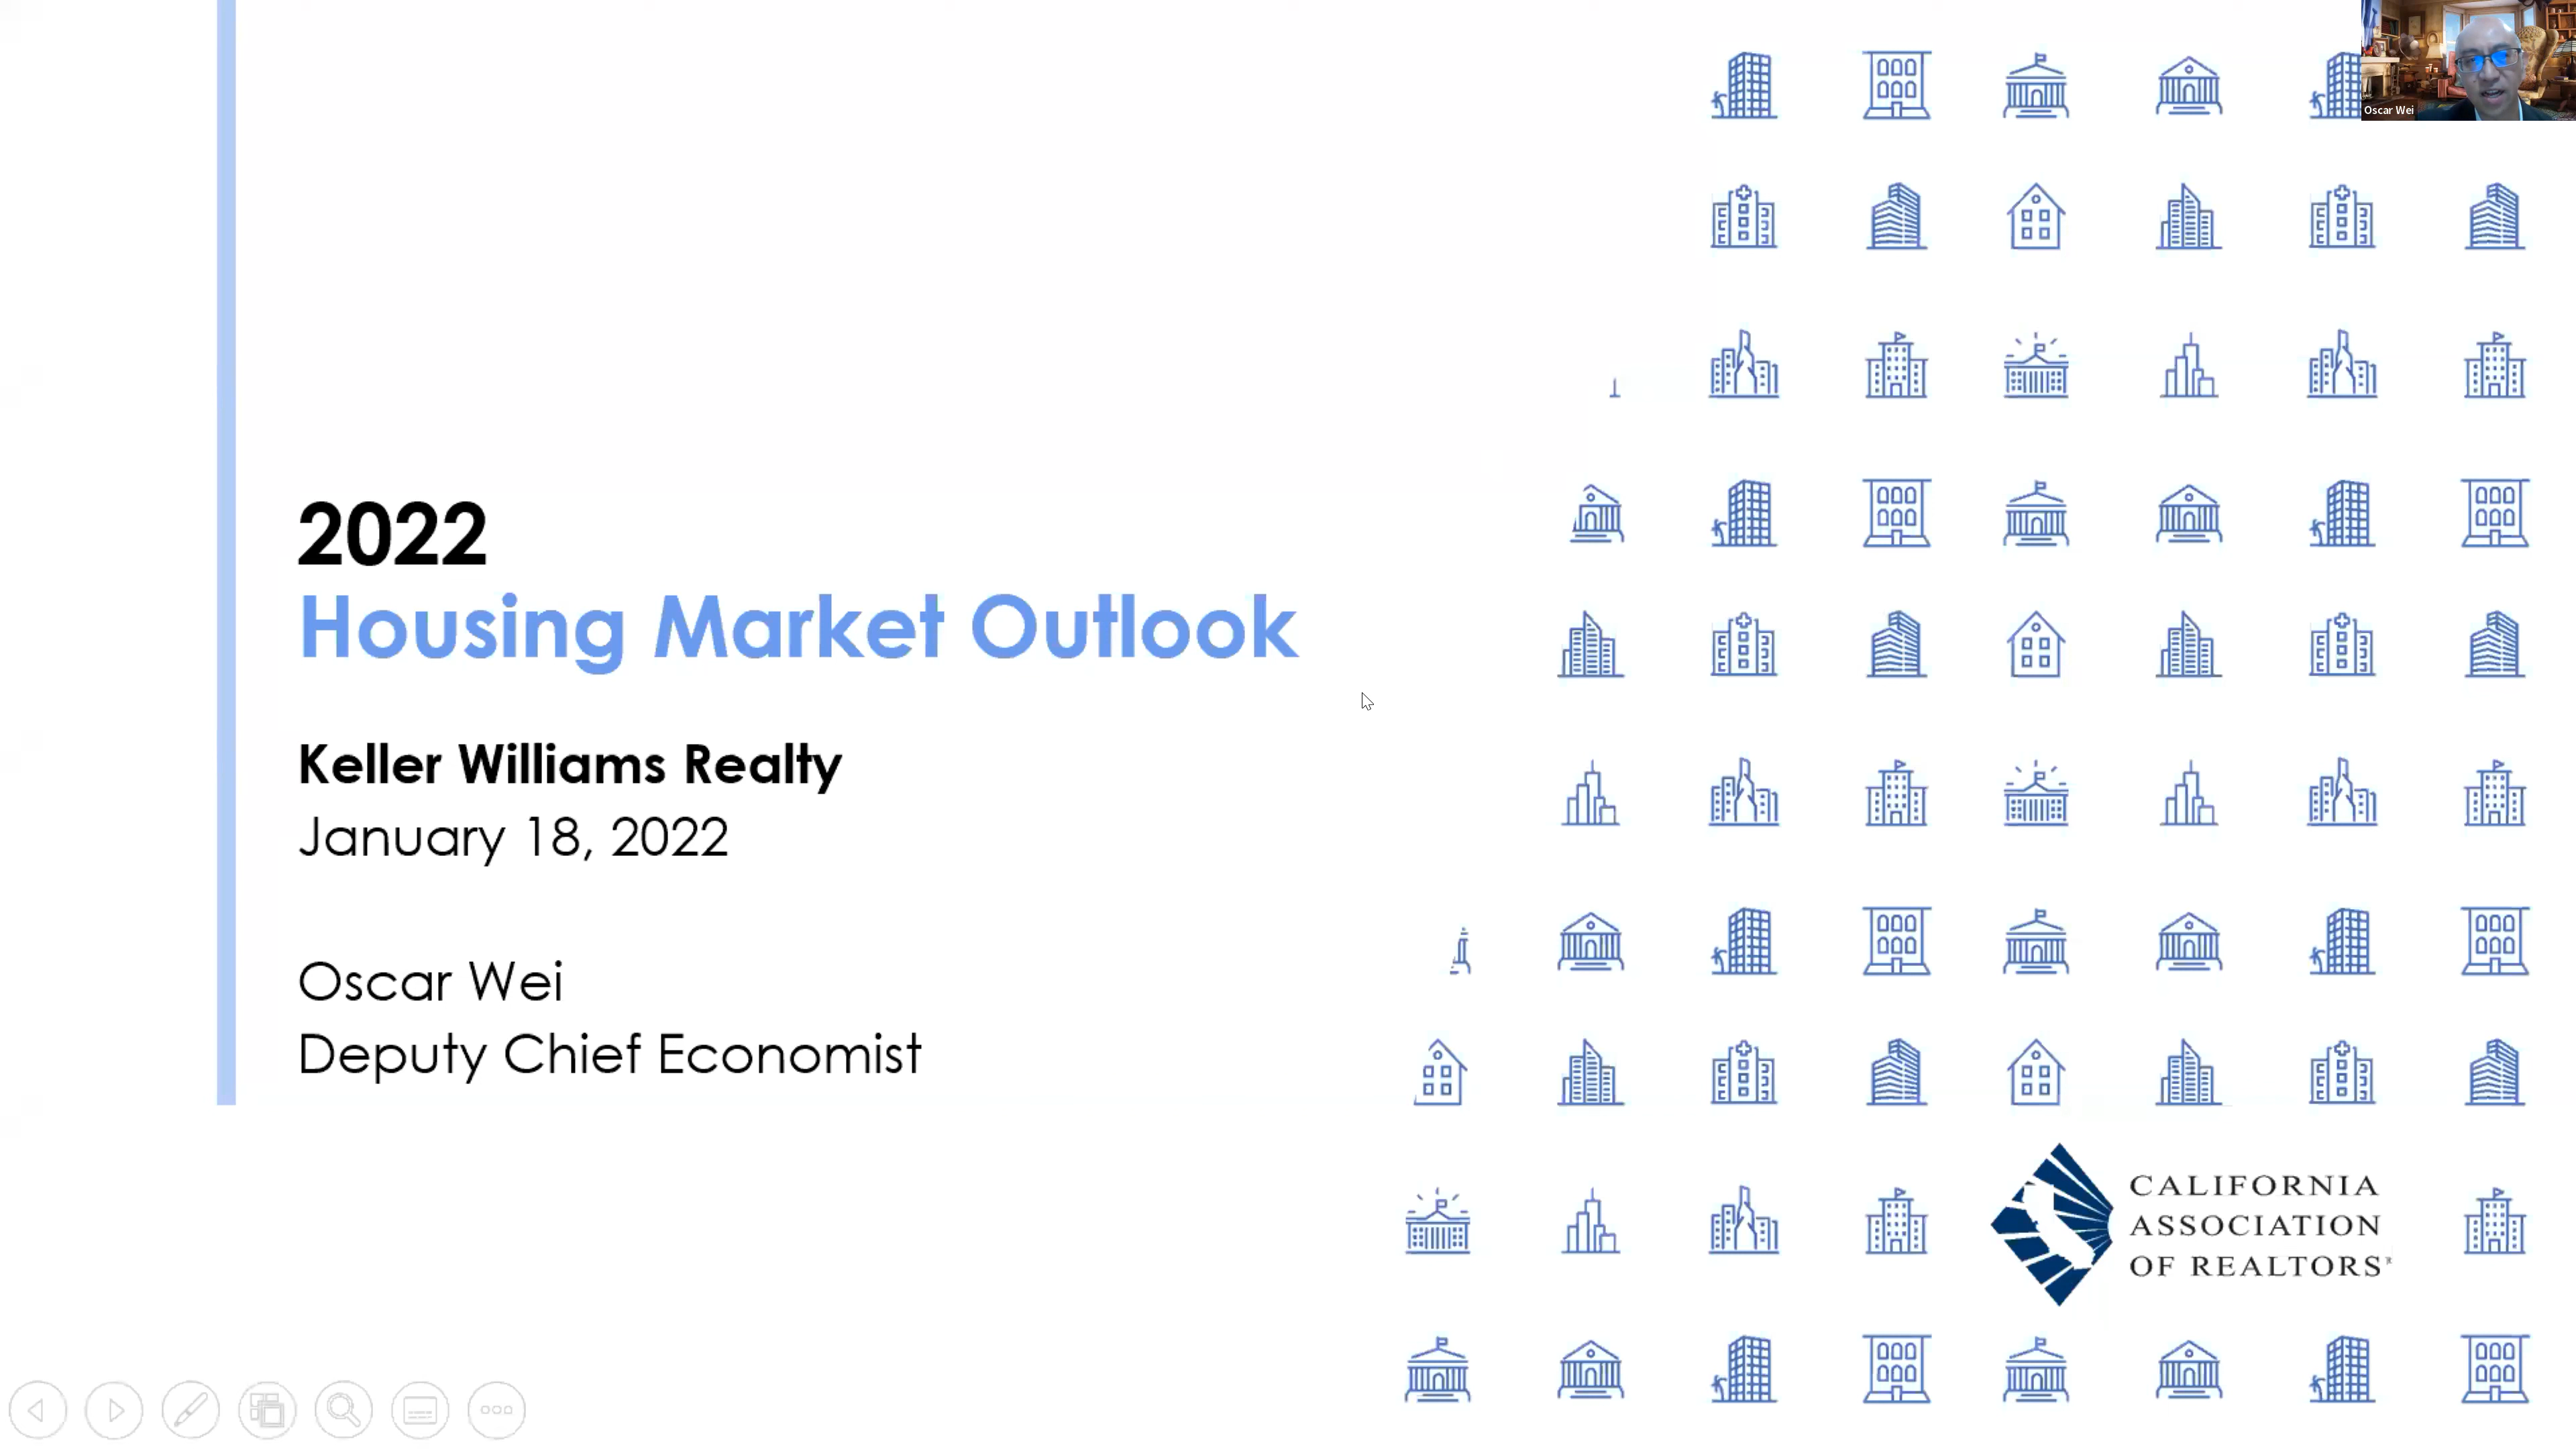 Oscar Wei
2022
Housing Market Outlook
Keller Williams Realty
January 18, 2022
Oscar Wei
Deputy Chief Economist
CALIFORNIA
ASSOCIATION
OF REALTORS®